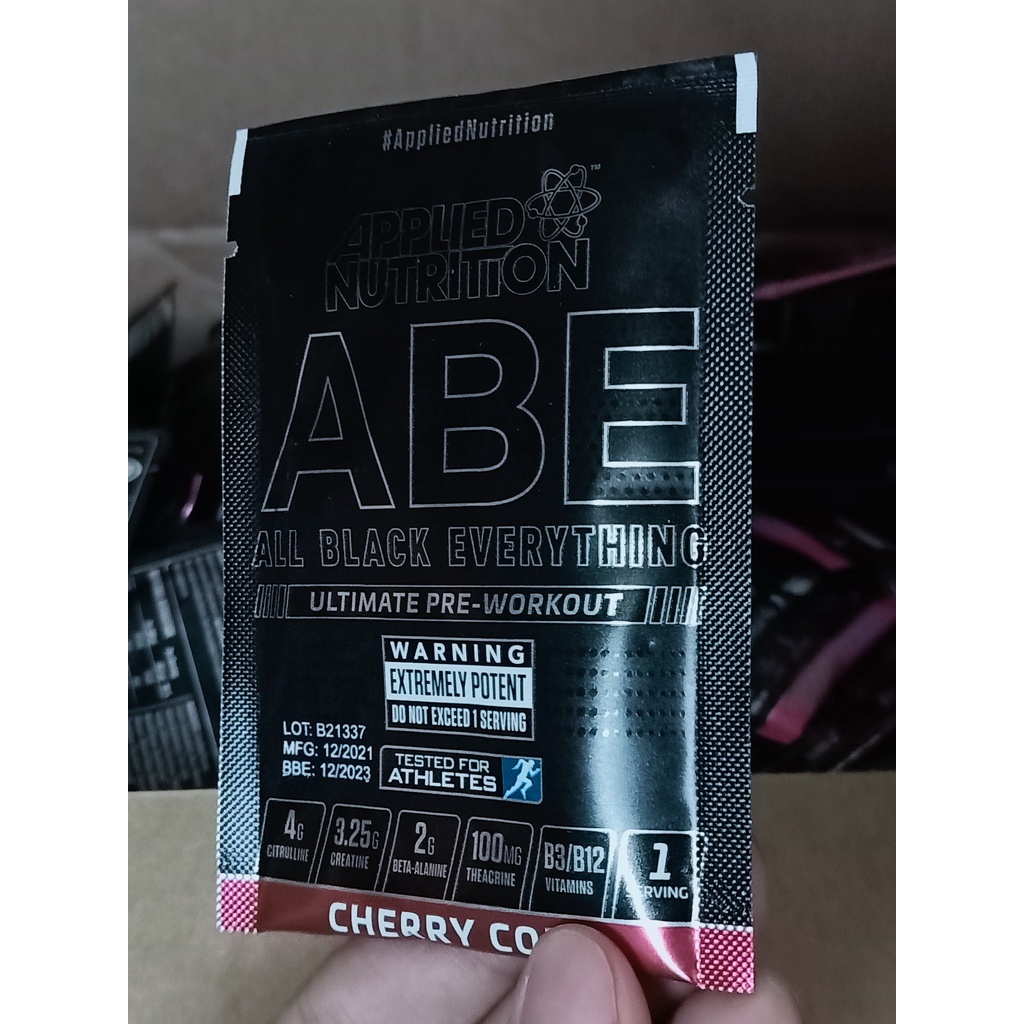 #AppliedNutrition
APPLIED
NUTRITION
™
ABE
ALL BLACK EVERYTHING
ULTIMATE PRE-WORKOUT
WARNING
EXTREMELY POTENT
DO NOT EXCEED 1 SERVING
LOT: B21337
MFG: 12/2021
BBE: 12/2023
TESTED FOR
ATHLETES
4G
CITRULLINE
3.25G
CREATINE
2G
BETA-ALANINE
100MG
THEACRINE
B3/B12
VITAMINS
1
SERVING
CHERRY